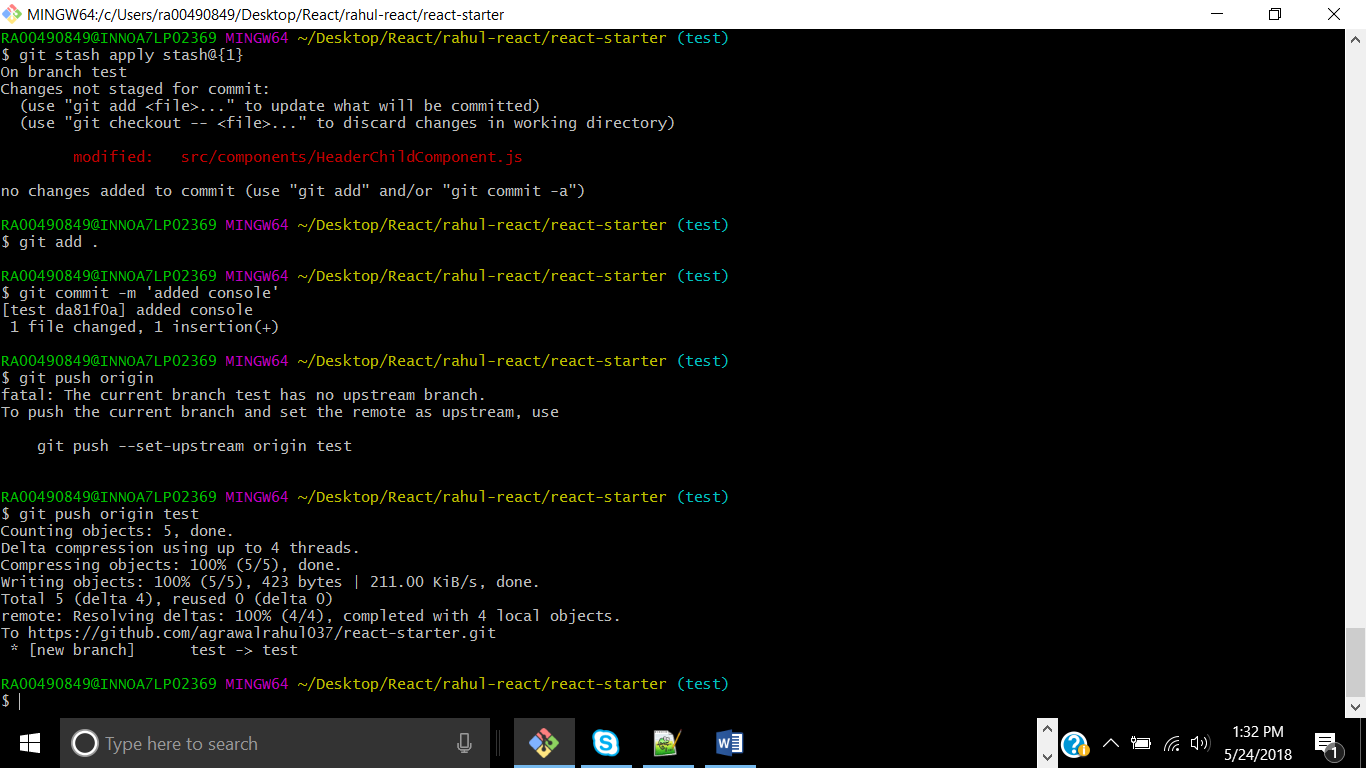 MINGW64:/c/Users/ra00490849/Desktop/React/rahul-react/react-starter
RA00490849@INNOA7LP02369 MINGW64 ~/Desktop/React/rahul-react/react-starter (test)
$ git stash apply stash@{1}
On branch test
Changes not staged for commit:
  (use "git add <file>..." to update what will be committed)
  (use "git checkout -- <file>..." to discard changes in working directory)
        modified:   src/components/HeaderChildComponent.js
no changes added to commit (use "git add" and/or "git commit -a")
RA00490849@INNOA7LP02369 MINGW64 ~/Desktop/React/rahul-react/react-starter (test)
$ git add .
RA00490849@INNOA7LP02369 MINGW64 ~/Desktop/React/rahul-react/react-starter (test)
$ git commit -m 'added console'
[test da81f0a] added console
 1 file changed, 1 insertion(+)
RA00490849@INNOA7LP02369 MINGW64 ~/Desktop/React/rahul-react/react-starter (test)
$ git push origin
fatal: The current branch test has no upstream branch.
To push the current branch and set the remote as upstream, use
    git push --set-upstream origin test
RA00490849@INNOA7LP02369 MINGW64 ~/Desktop/React/rahul-react/react-starter (test)
$ git push origin test
Counting objects: 5, done.
Delta compression using up to 4 threads.
Compressing objects: 100% (5/5), done.
Writing objects: 100% (5/5), 423 bytes | 211.00 KiB/s, done.
Total 5 (delta 4), reused 0 (delta 0)
remote: Resolving deltas: 100% (4/4), completed with 4 local objects.
To https://github.com/agrawalrahul037/react-starter.git
 * [new branch]      test -> test
RA00490849@INNOA7LP02369 MINGW64 ~/Desktop/React/rahul-react/react-starter (test)
$
Type here to search
1:32 PM
5/24/2018
1